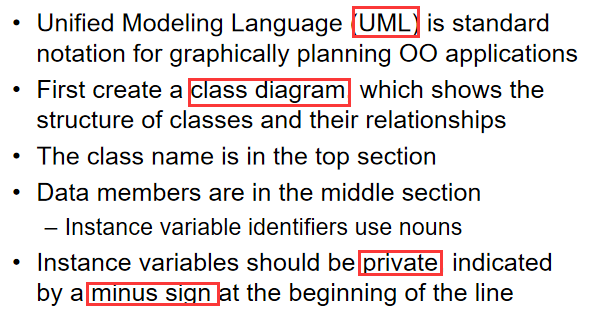 • Unified Modeling Language (UML) is standard
notation for graphically planning OO applications
• First create a class diagram which shows the
structure of classes and their relationships
• The class name is in the top section
• Data members are in the middle section
– Instance variable identifiers use nouns
• Instance variables should be private indicated
by a minus sign at the beginning of the line